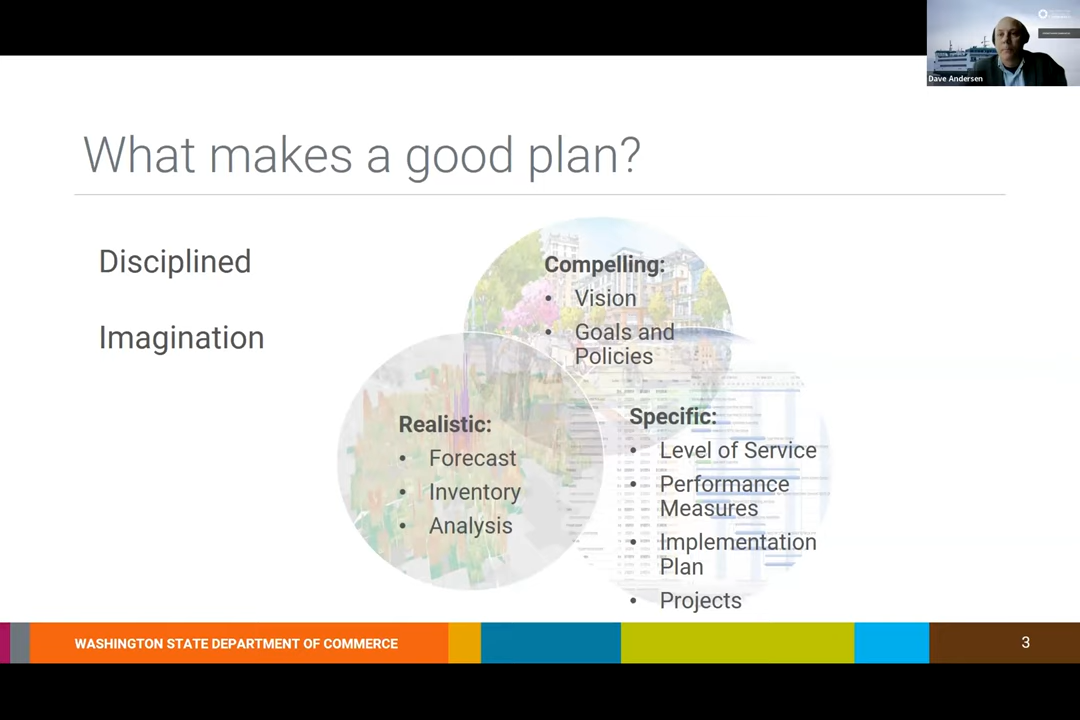 Dave Andersen
What makes a good plan?
Disciplined
Imagination
Compelling:
• Vision
• Goals and
Policies
Realistic:
• Forecast
• Inventory
• Analysis
Specific:
• Level of Service
• Performance
Measures
• Implementation
Plan
• Projects
WASHINGTON STATE DEPARTMENT OF COMMERCE
3